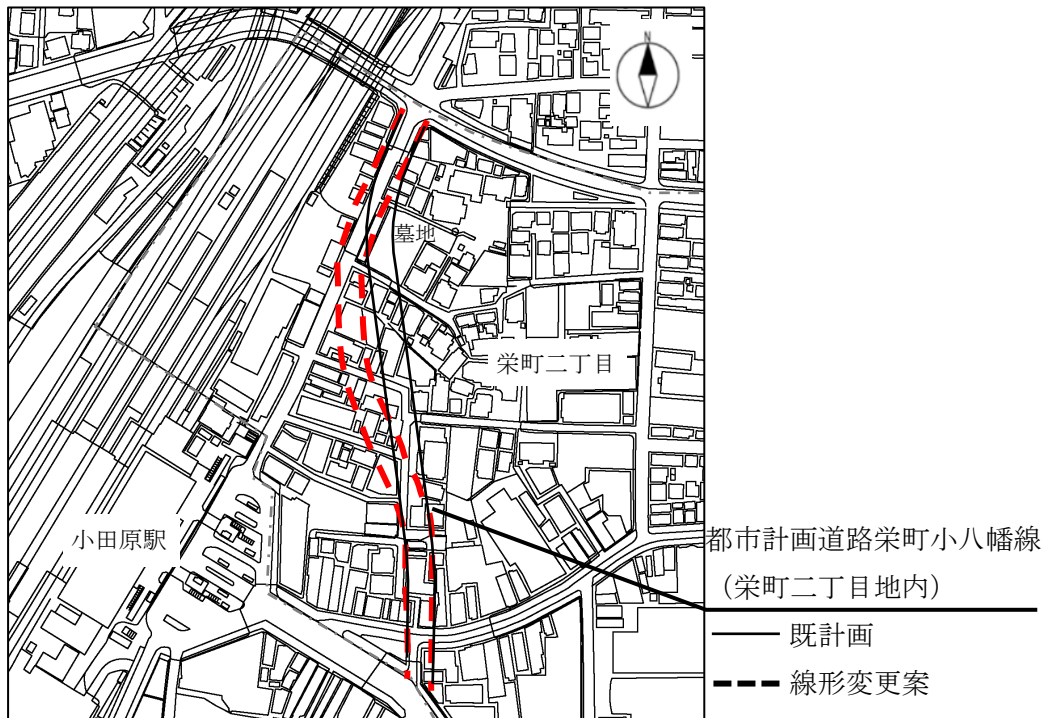 N
墓地
栄町二丁目
小田原駅
都市計画道路栄町小八幡線
（栄町二丁目地内）
既計画
線形変更案